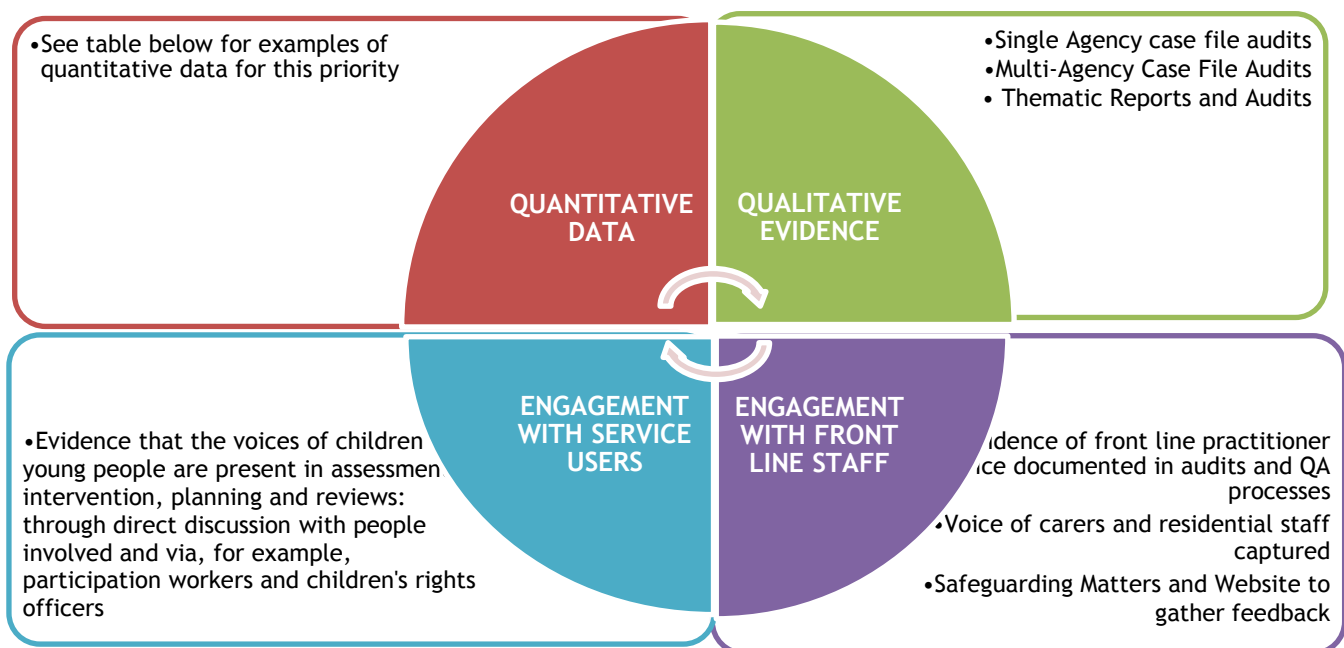 •See table below for examples of
quantitative data for this priority
•Single Agency case file audits
•Multi-Agency Case File Audits
• Thematic Reports and Audits
QUANTITATIVE
DATA
QUALITATIVE
EVIDENCE
ENGAGEMENT
WITH SERVICE
USERS
ENGAGEMENT
WITH FRONT
LINE STAFF
•Evidence that the voices of children
young people are present in
intervention, planning and reviews:
through direct discussion with people
involved and via, for example,
participation workers and children's rights
officers
of front line practitioner
documented in audits and QA
processes
•Voice of carers and residential staff
captured
•Safeguarding Matters and Website to
gather feedback